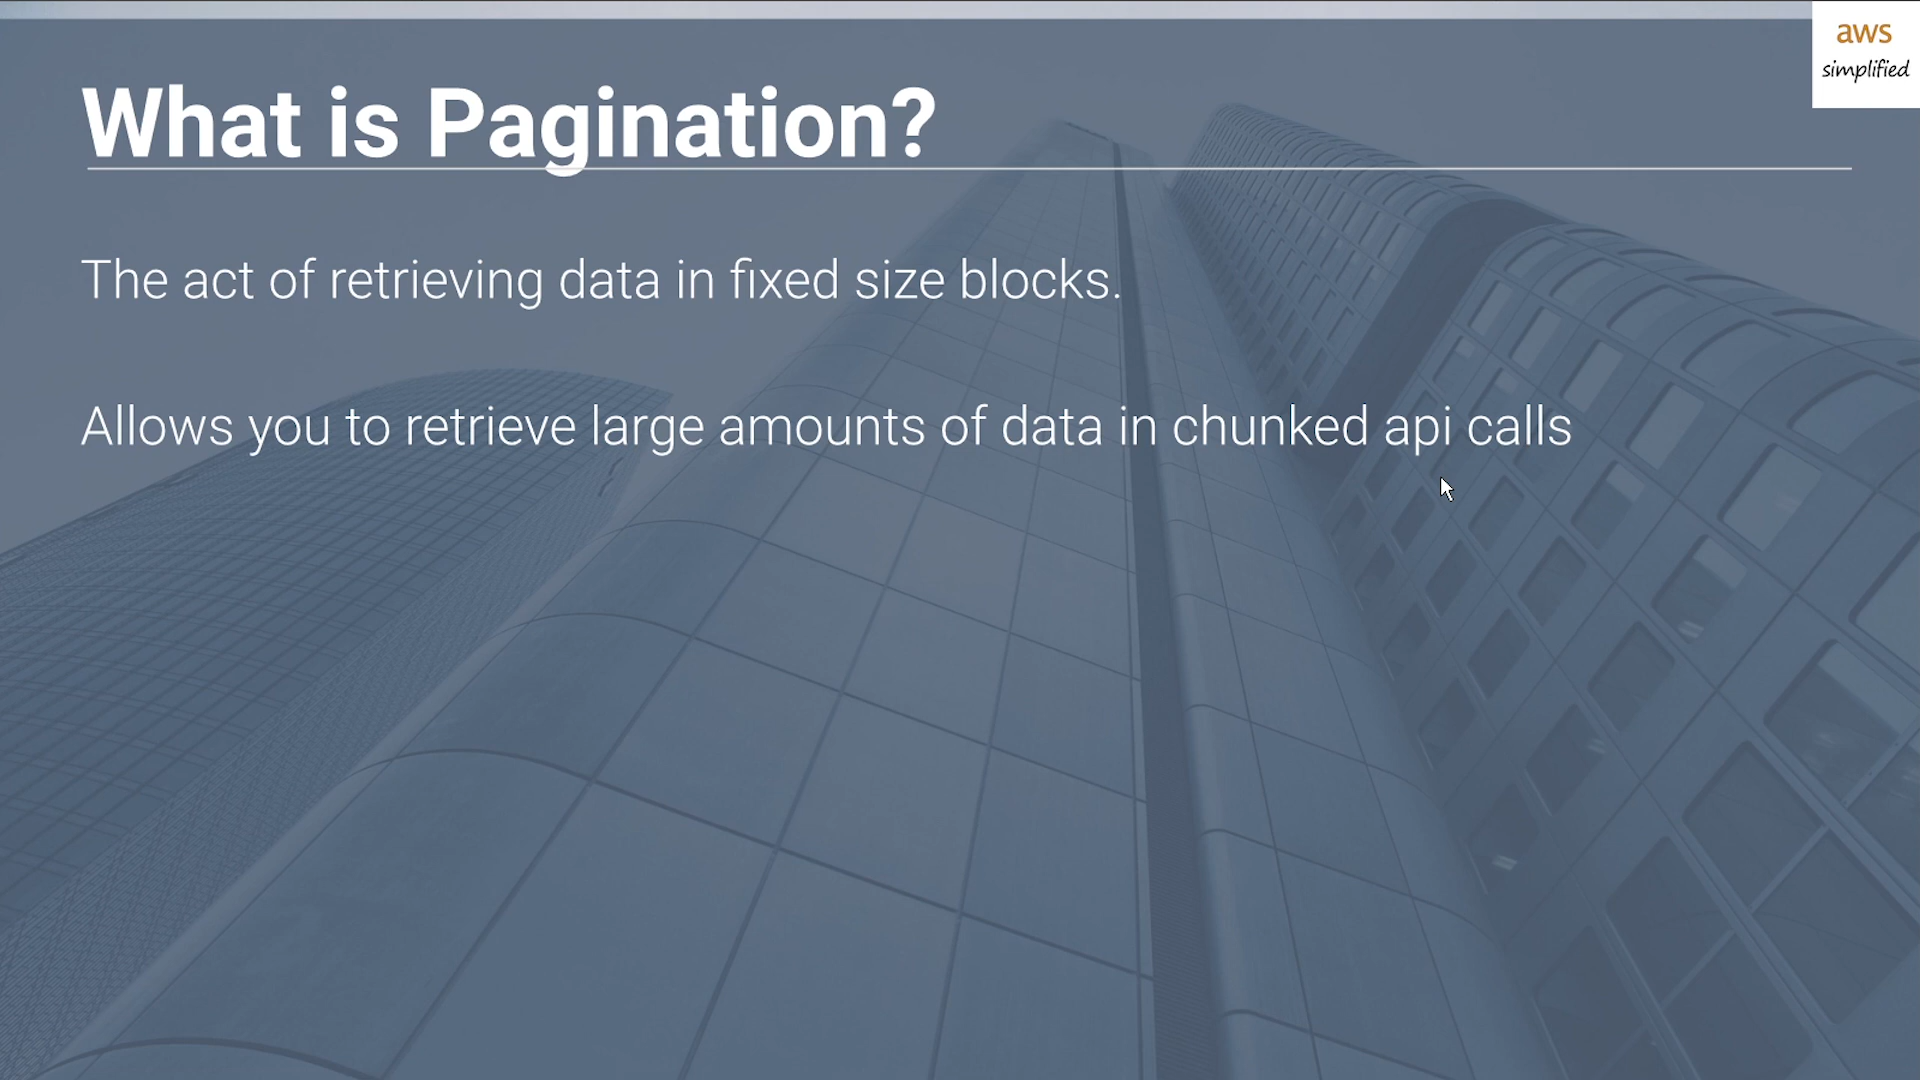 aws
simplified
What is Pagination?
The act of retrieving data in fixed size blocks.
Allows you to retrieve large amounts of data in chunked api calls